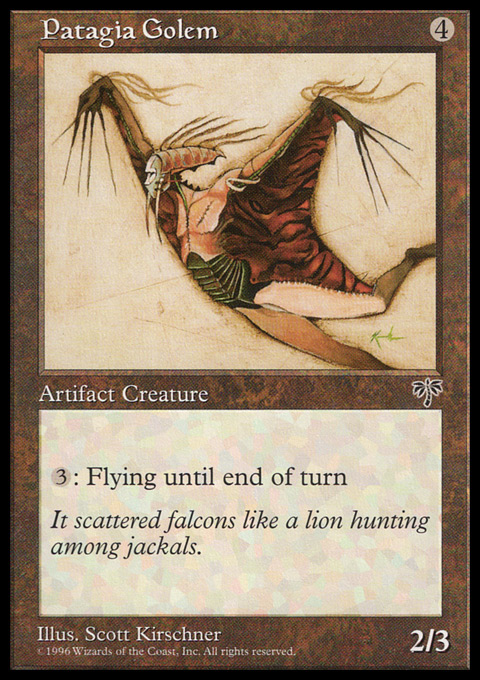 Patagia Golem 4
Artifact Creature
3: Flying until end of turn
It scattered falcons like a lion hunting
among jackals.
Illus. Scott Kirschner
2/3
©1996 Wizards of the Coast, Inc. All rights reserved.